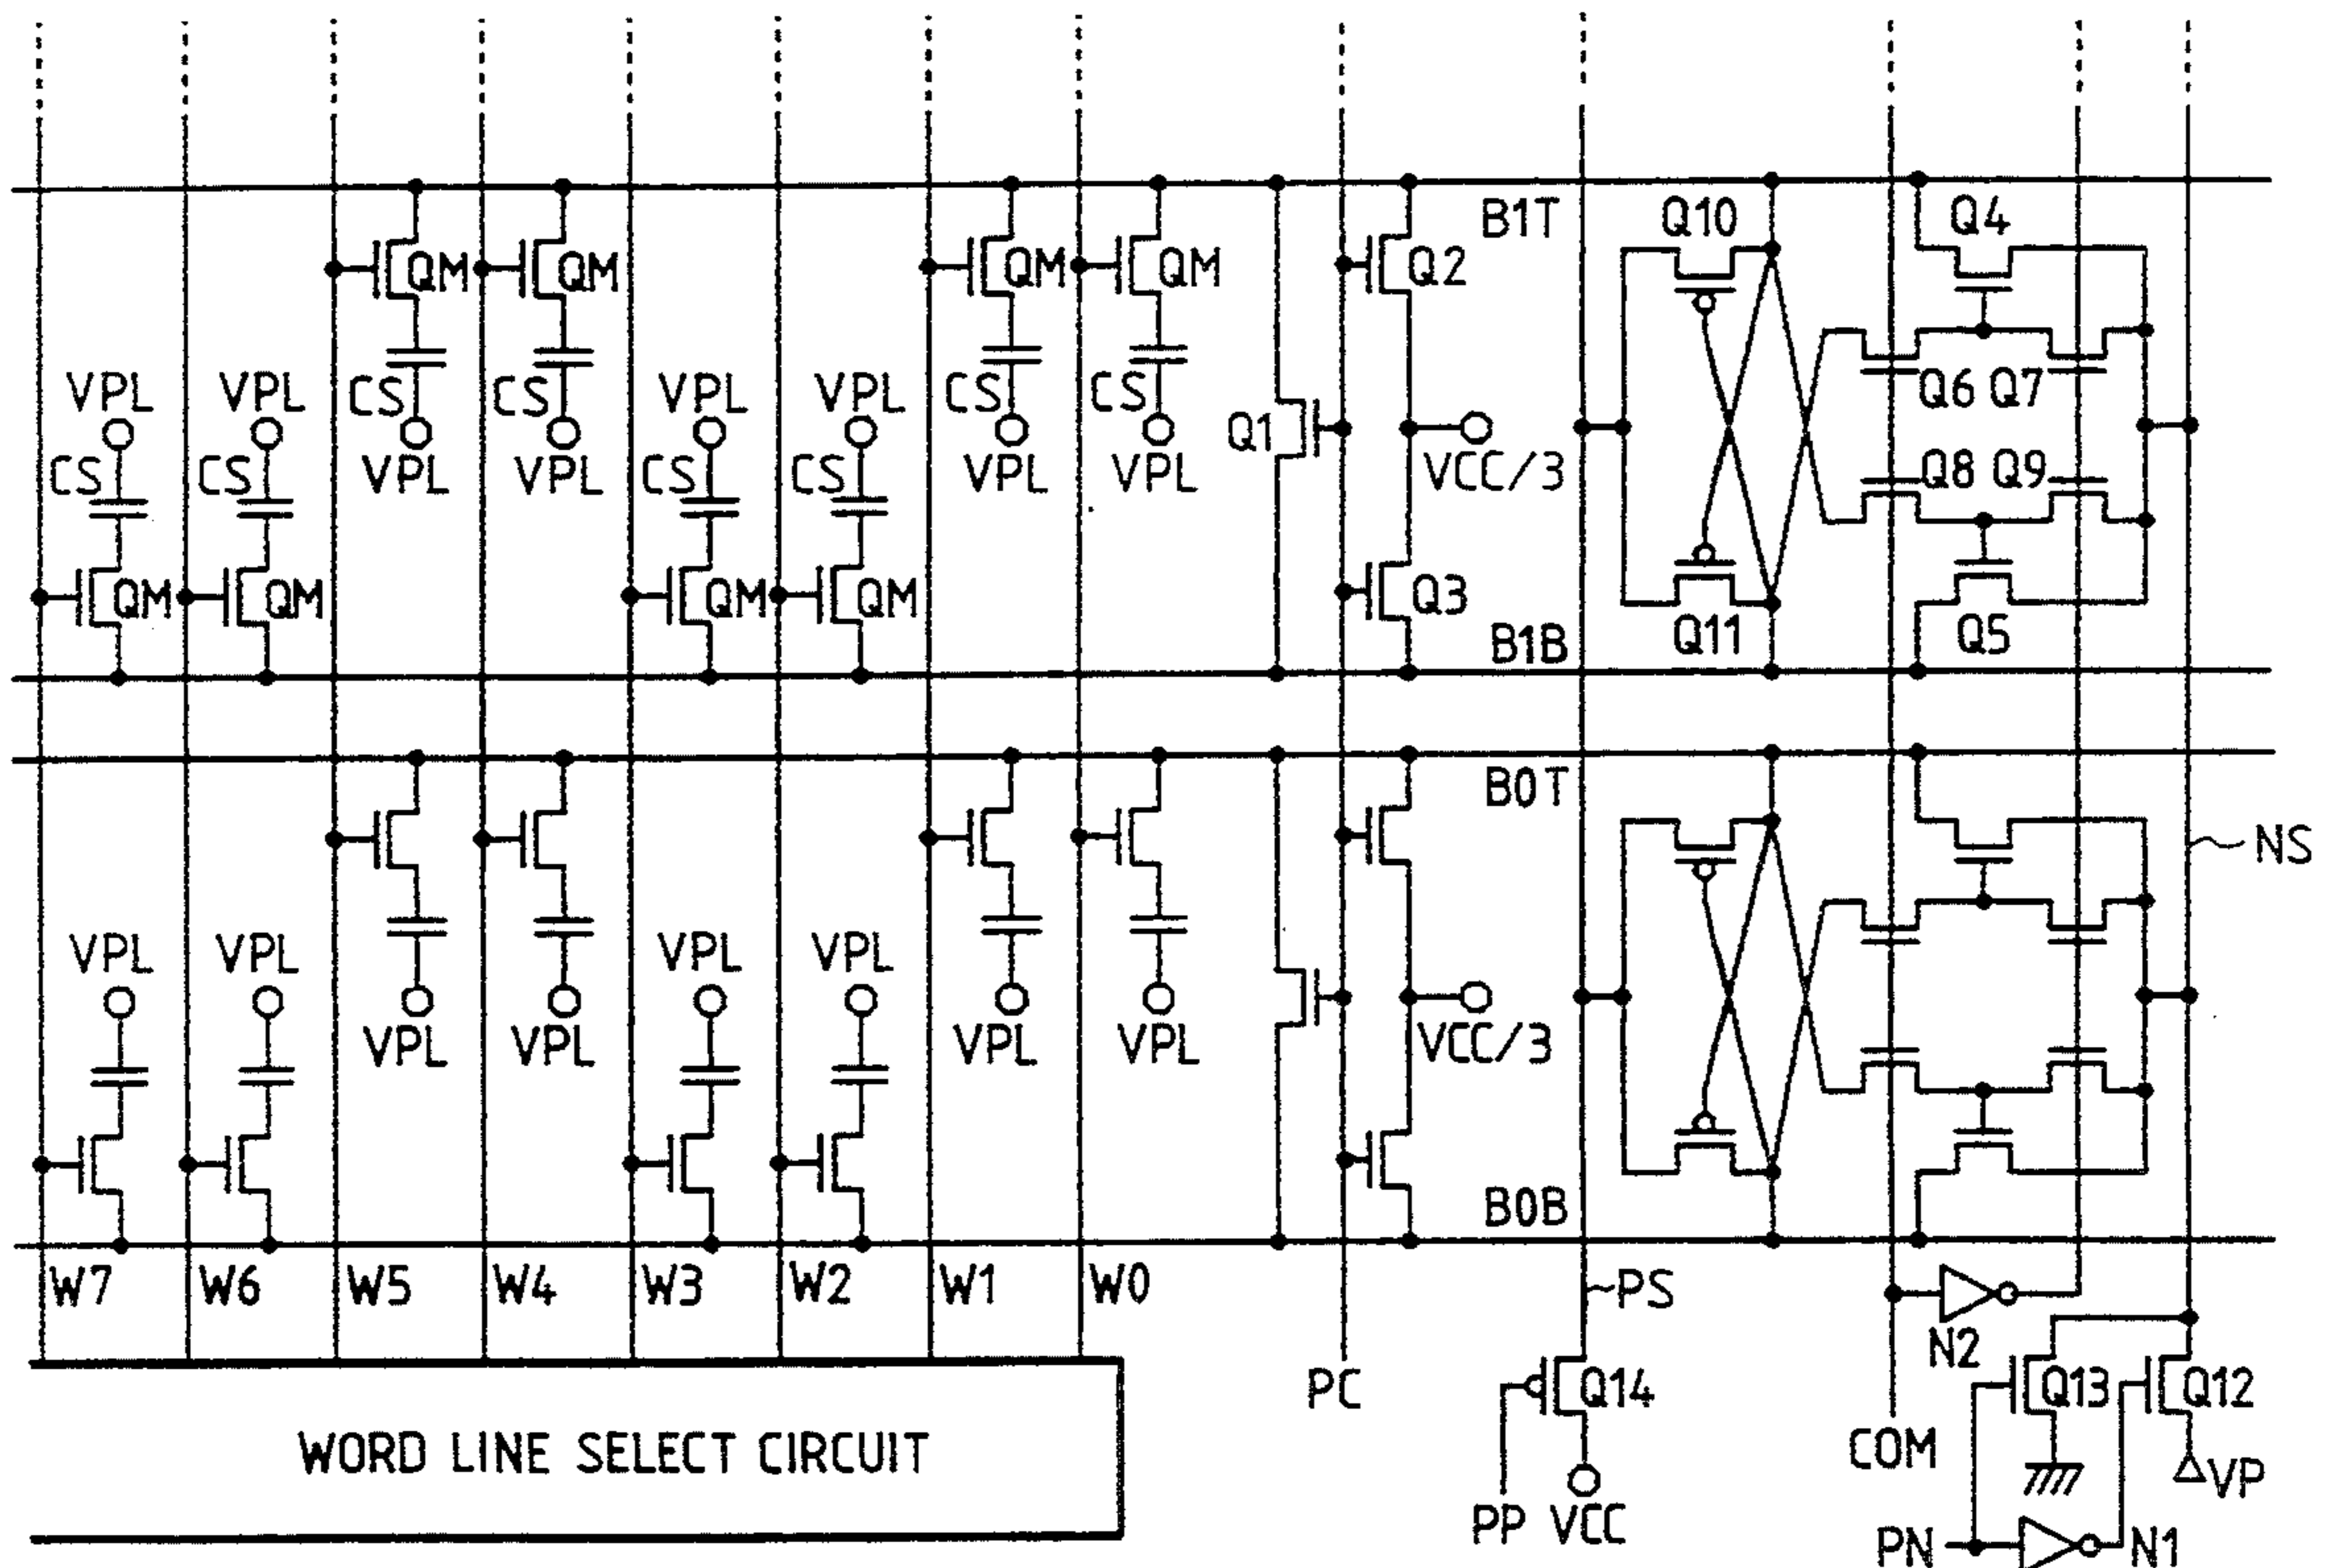 B1T Q10 Q4
QM QM QM QM Q2
VPL VPL CS CS VPL VPL CS CS Q6 Q7
Q1
CS CS VPL VPL CS CS VPL VPL VCC/3 Q8 Q9
QM QM QM QM Q3
B1B Q11 Q5
B0T
NS
VPL VPL VPL VPL
VPL VPL VPL VPL VCC/3
B0B
W7 W6 W5 W4 W3 W2 W1 W0 PS
N2
PC Q14 Q13 Q12
WORD LINE SELECT CIRCUIT COM
VP
PP VCC PN N1